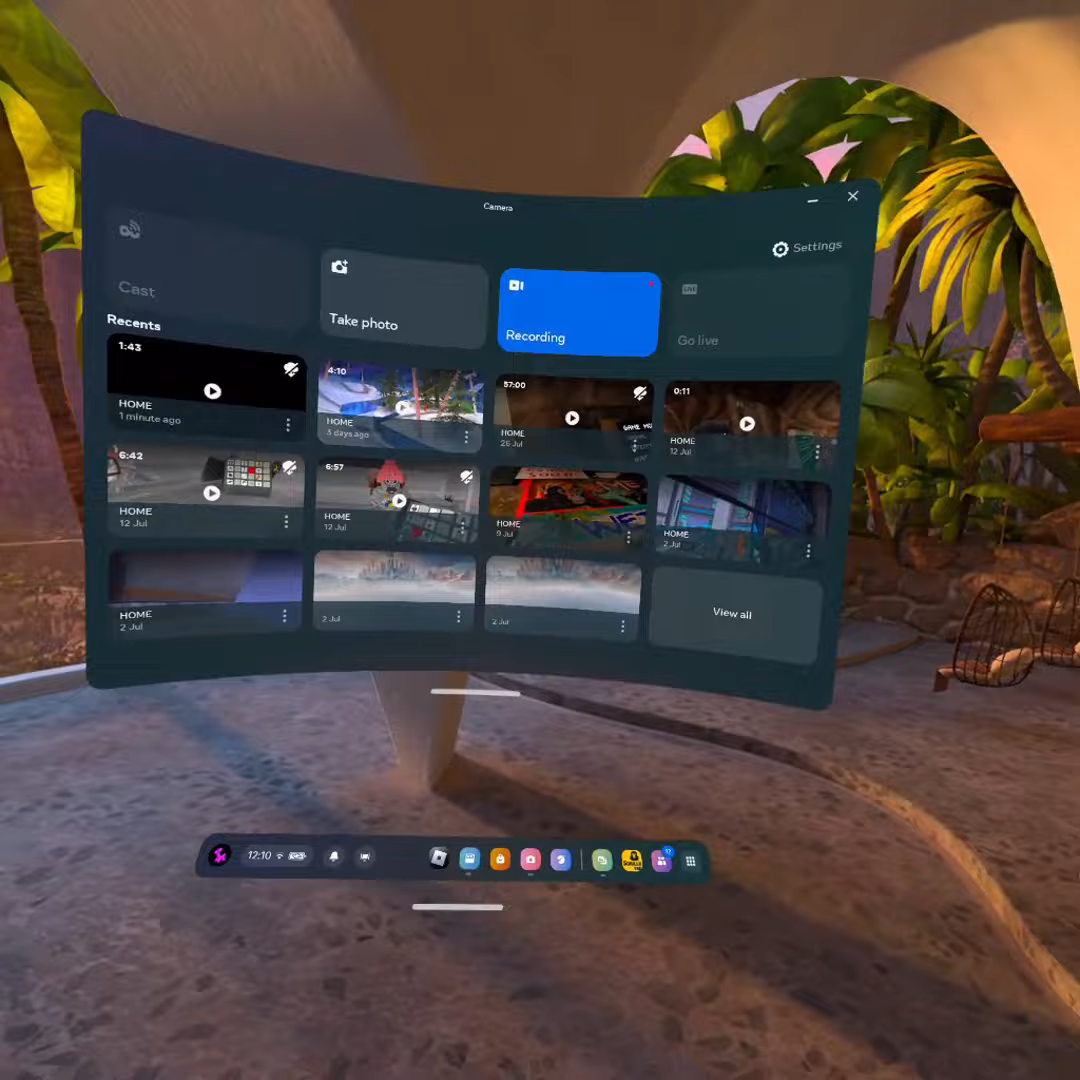 Camera
Settings
Cast
Take photo
Recording
LIVE
Go live
Recents
1:43
HOME
1 minute ago
4:10
HOME
3 days ago
57:00
HOME
26 Jul
0:11
HOME
12 Jul
6:42
HOME
12 Jul
6:57
HOME
12 Jul
HOME
9 Jul
HOME
2 Jul
HOME
2 Jul
2 Jul
2 Jul
View all
12:10